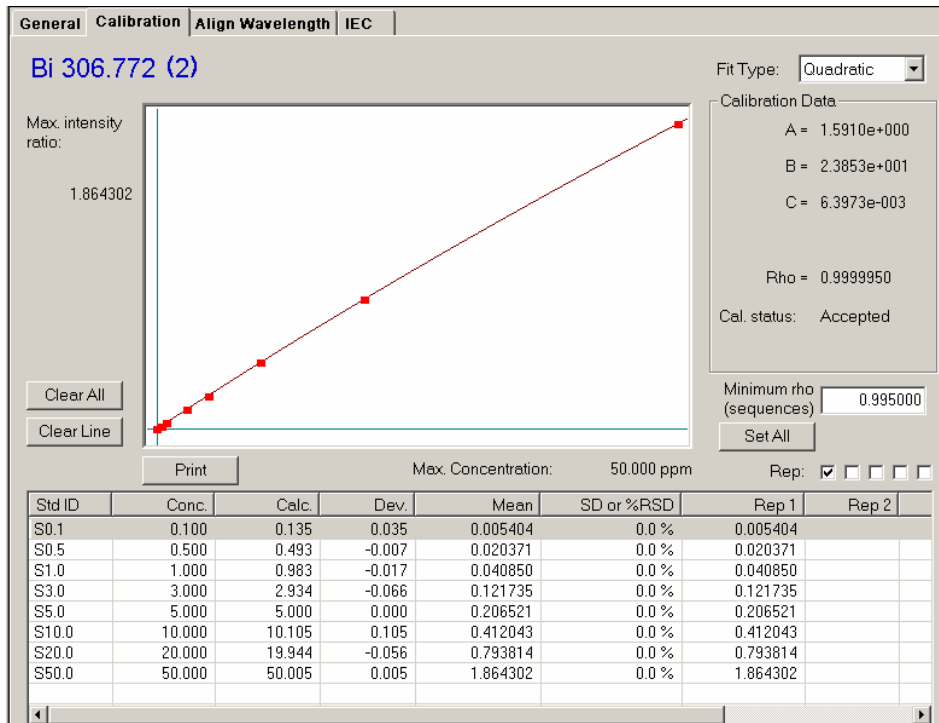 General Calibration Align Wavelength IEC
Bi 306.772 (2)
Fit Type: Quadratic
Max. intensity
ratio:
1.864302
Calibration Data
A = 1.5910e+000
B = 2.3853e+001
C = 6.3973e-003
Rho = 0.9999950
Cal. status: Accepted
Clear All
Clear Line
Minimum rho
(sequences) 0.995000
Set All
Print
Max. Concentration: 50.000 ppm
Rep:
Std ID Conc. Calc. Dev. Mean SD or %RSD Rep 1 Rep 2
S0.1 0.100 0.135 0.035 0.005404 0.0 % 0.005404
S0.5 0.500 0.493 -0.007 0.020371 0.0 % 0.020371
S1.0 1.000 0.983 -0.017 0.040850 0.0 % 0.040850
S3.0 3.000 2.934 -0.066 0.121735 0.0 % 0.121735
S5.0 5.000 5.000 0.000 0.206521 0.0 % 0.206521
S10.0 10.000 10.105 0.105 0.412043 0.0 % 0.412043
S20.0 20.000 19.944 -0.056 0.793814 0.0 % 0.793814
S50.0 50.000 50.005 0.005 1.864302 0.0 % 1.864302